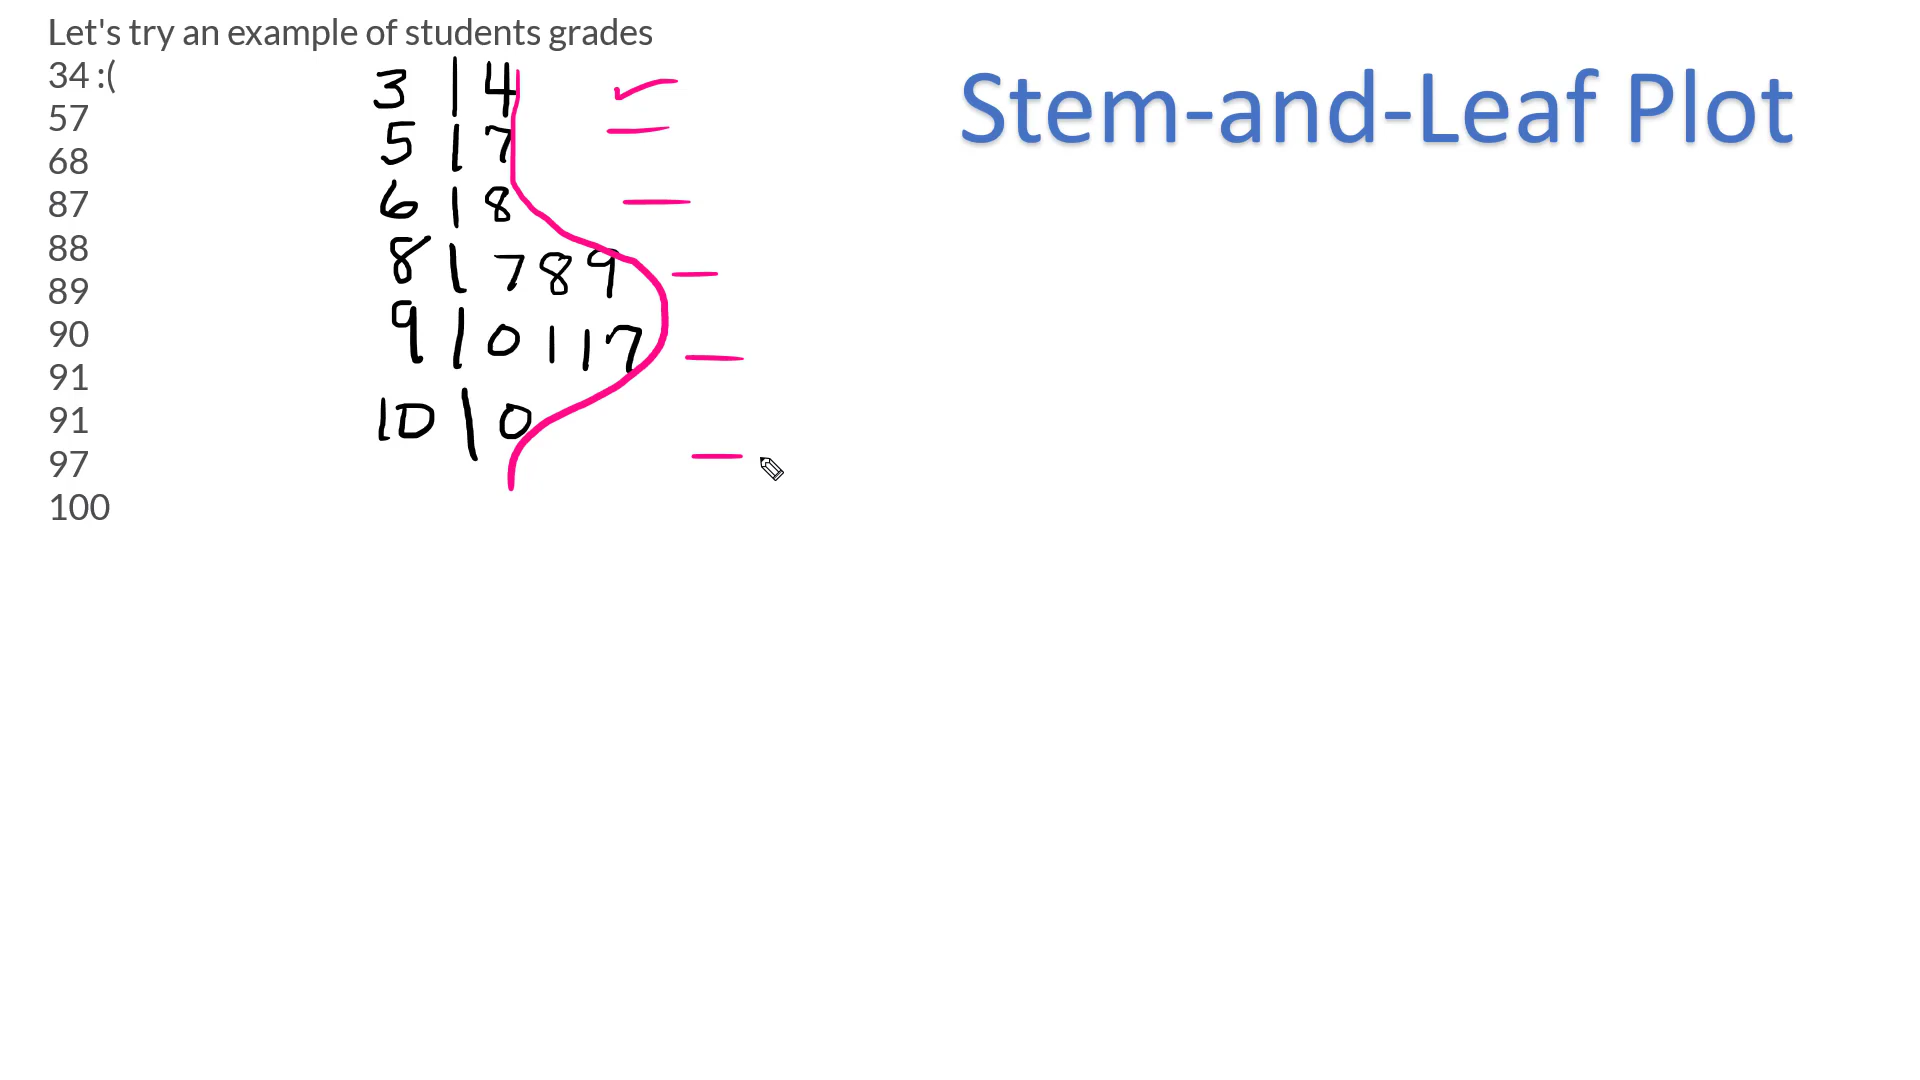 Let's try an example of students grades
34 :(
57
68
87
88
89
90
91
91
97
100
3 | 4
5 | 7
6 | 8
8 | 7 8 9
9 | 0 1 1 7
10 | 0
Stem-and-Leaf Plot